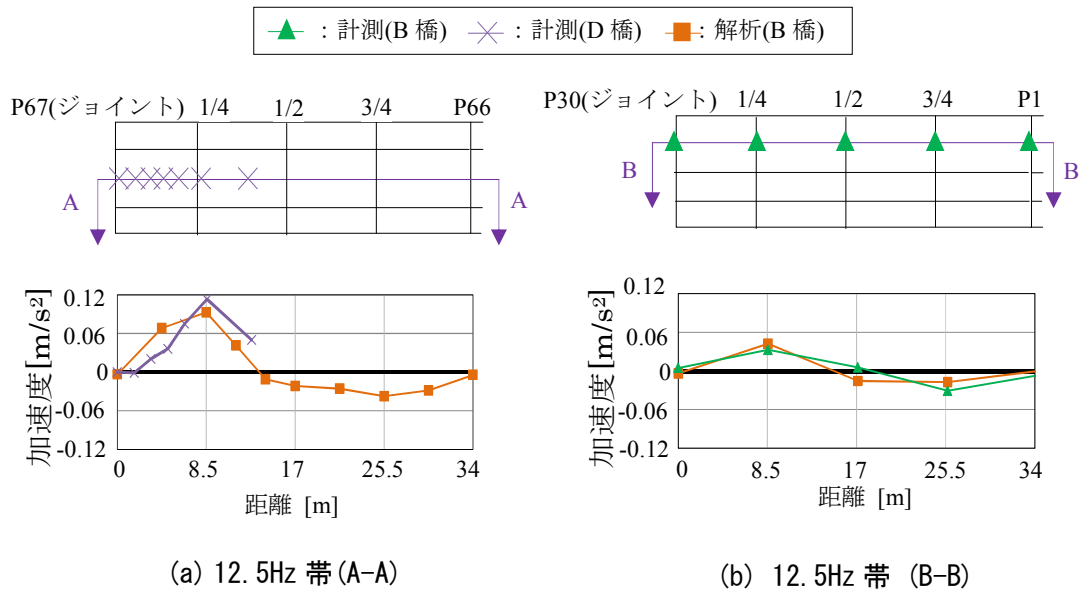 ：計測(B 橋) ：計測(D 橋) ：解析(B 橋)
P67(ジョイント) 1/4 1/2 3/4 P66
A A
0.12
0.06
0
-0.06
-0.12
加速度[m/s²]
0 8.5 17 25.5 34
距離 [m]
(a) 12.5Hz 帯(A-A)
P30(ジョイント) 1/4 1/2 3/4 P1
B B
0.12
0.06
0
-0.06
-0.12
加速度[m/s²]
0 8.5 17 25.5 34
距離 [m]
(b) 12.5Hz 帯 (B-B)